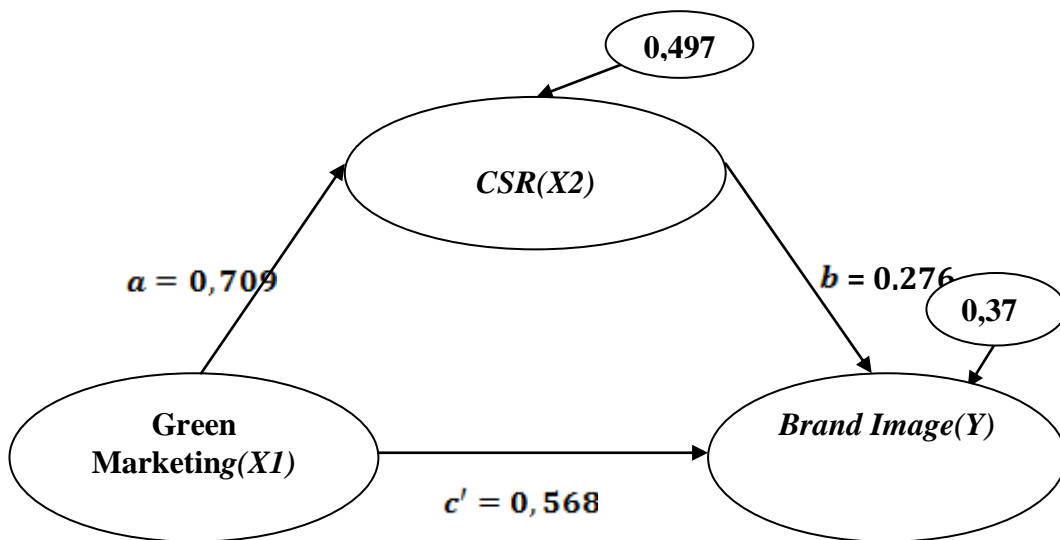 0,497
CSR(X2)
a = 0,709
b = 0.276
0,37
Green
Marketing(X1)
Brand Image(Y)
c' = 0,568